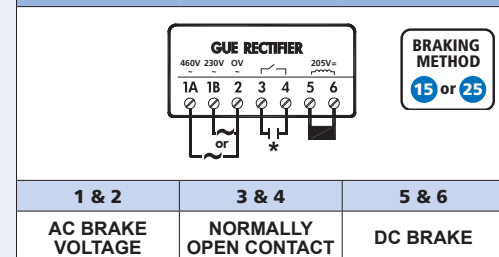 GUE RECTIFIER
460V 230V OV 205V=
~ ~ ~
1A 1B 2 3 4 5 6
~
or
~
*
BRAKING
METHOD
15 or 25
1 & 2 3 & 4 5 & 6
AC BRAKE
VOLTAGE
NORMALLY
OPEN CONTACT
DC BRAKE